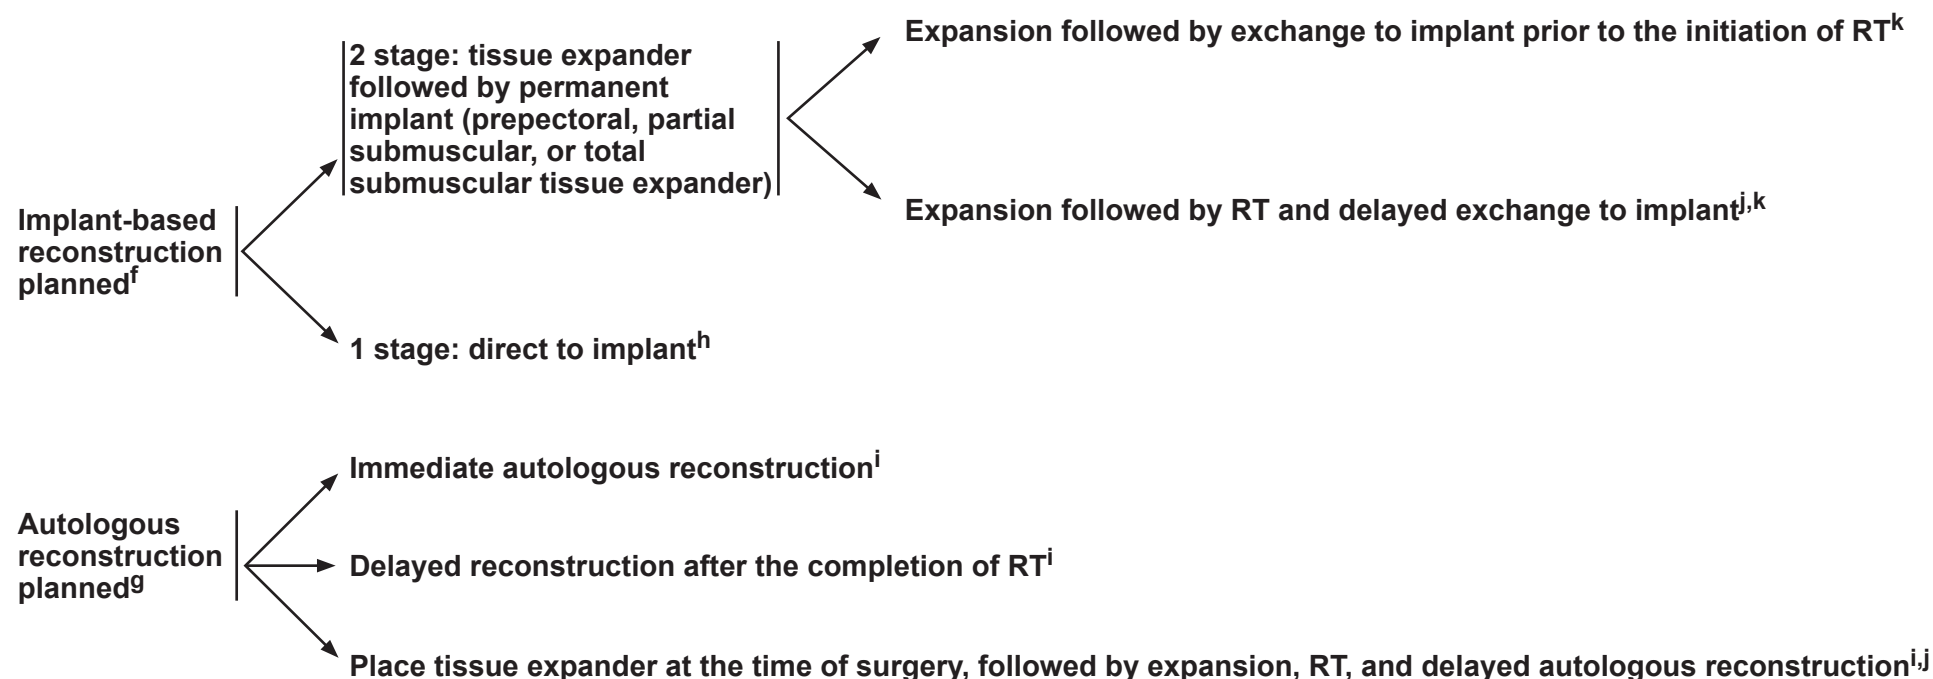 Expansion followed by exchange to implant prior to the initiation of RTk
2 stage: tissue expander
followed by permanent
implant (prepectoral, partial
submuscular, or total
submuscular tissue expander)
Expansion followed by RT and delayed exchange to implantj,k
Implant-based
reconstruction
plannedf
1 stage: direct to implanth
Immediate autologous reconstructioni
Autologous
reconstruction
plannedg
Delayed reconstruction after the completion of RTi
Place tissue expander at the time of surgery, followed by expansion, RT, and delayed autologous reconstructioni,j